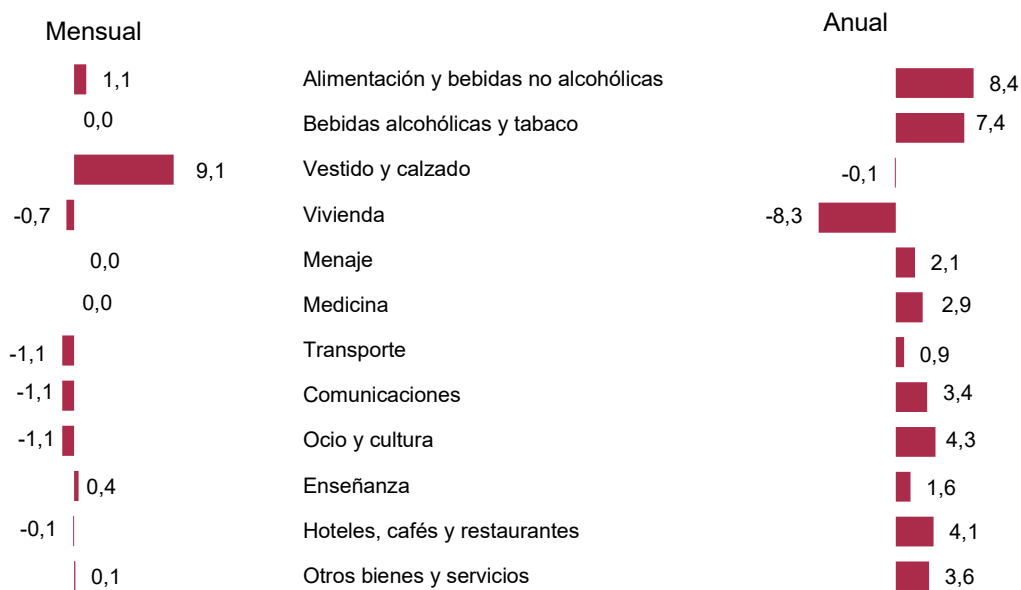 Mensual
Anual
1,1 Alimentación y bebidas no alcohólicas 8,4
0,0 Bebidas alcohólicas y tabaco 7,4
9,1 Vestido y calzado -0,1
-0,7 Vivienda -8,3
0,0 Menaje 2,1
0,0 Medicina 2,9
-1,1 Transporte 0,9
-1,1 Comunicaciones 3,4
-1,1 Ocio y cultura 4,3
0,4 Enseñanza 1,6
-0,1 Hoteles, cafés y restaurantes 4,1
0,1 Otros bienes y servicios 3,6